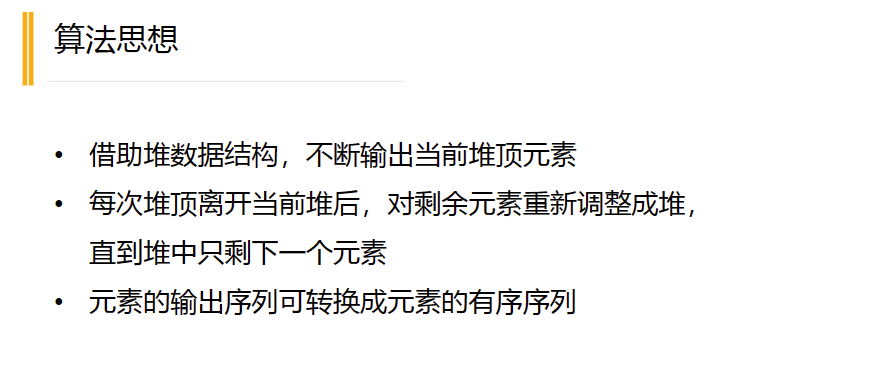 算法思想
• 借助堆数据结构，不断输出当前堆顶元素
• 每次堆顶离开当前堆后，对剩余元素重新调整成堆，
直到堆中只剩下一个元素
• 元素的输出序列可转换成元素的有序序列